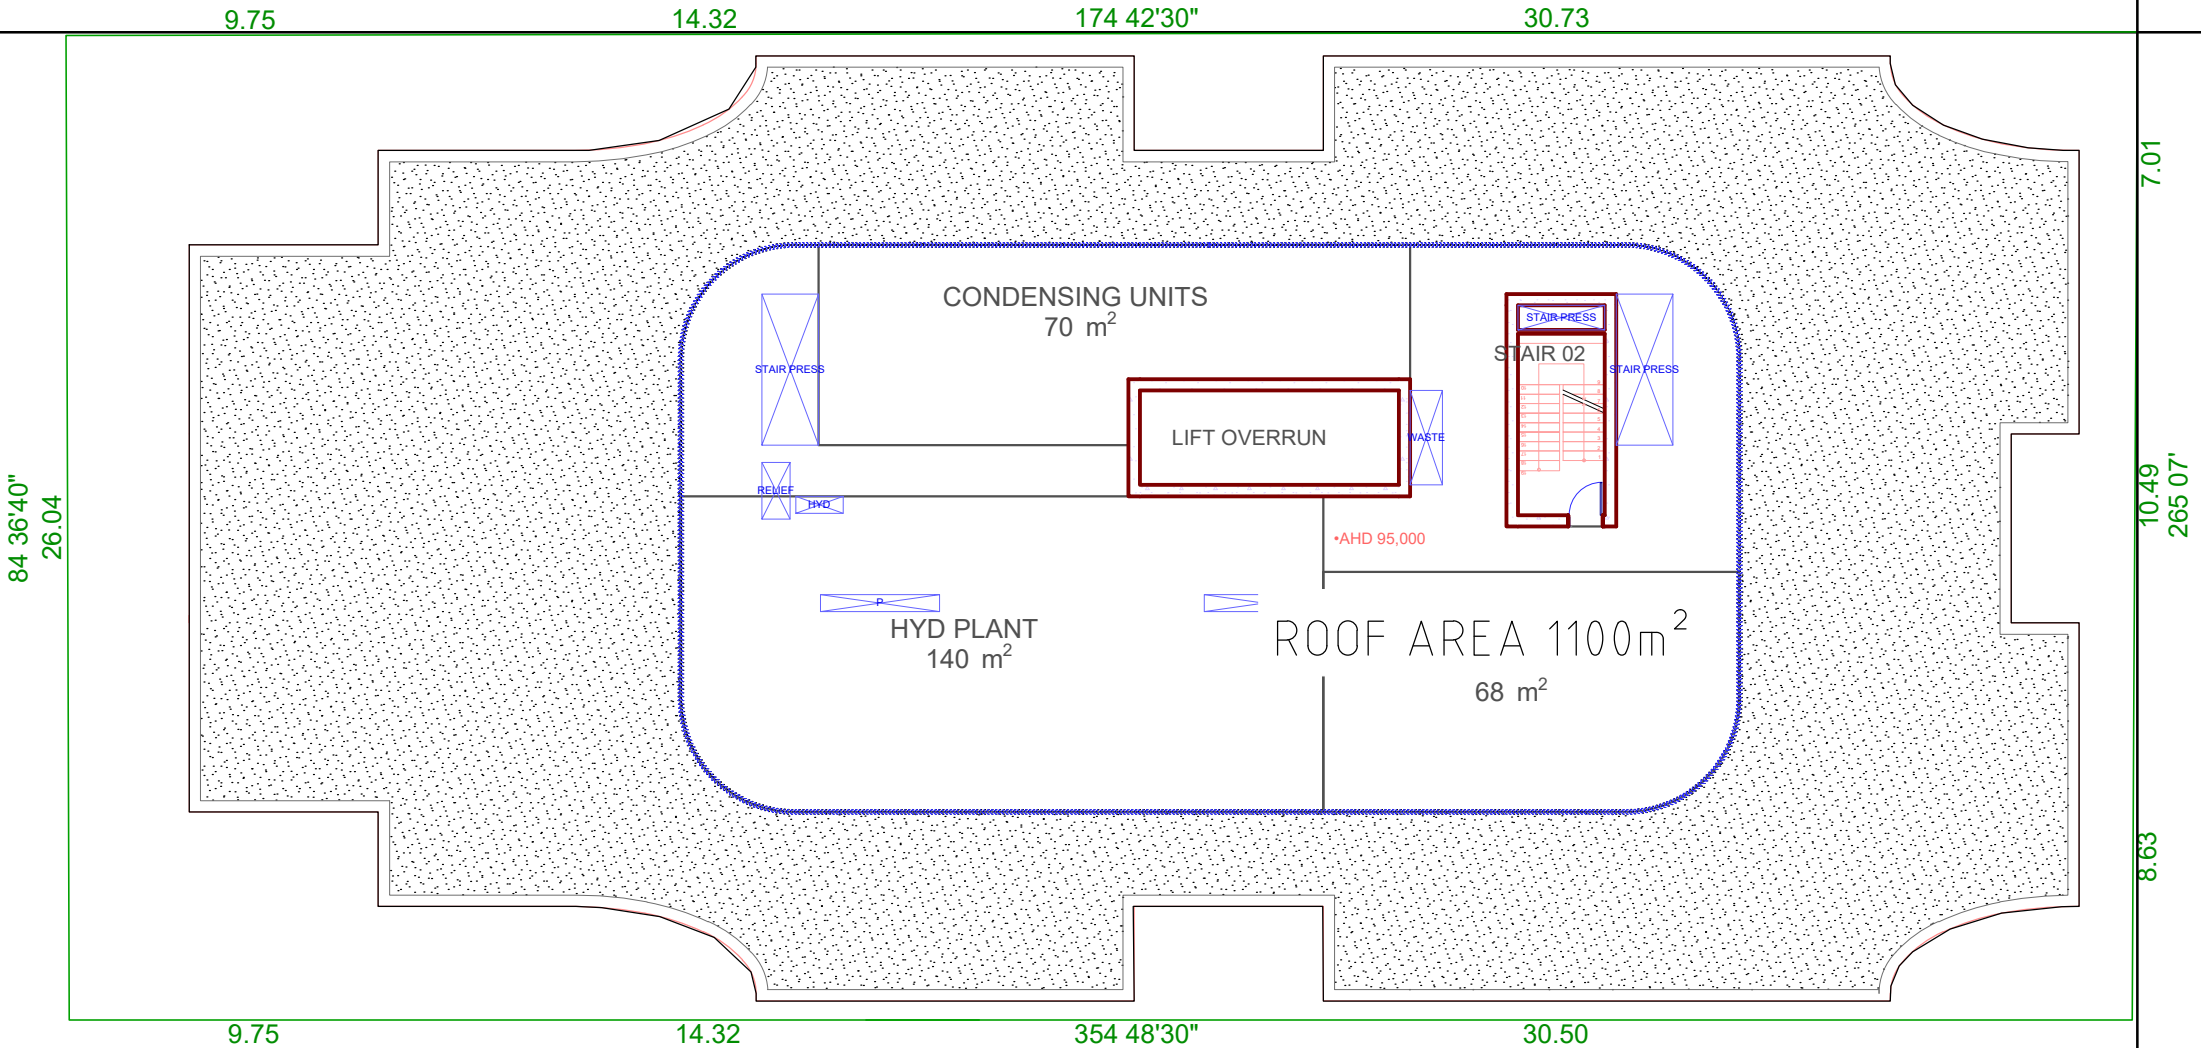 9.75
14.32
174 42'30"
30.73
7.01
CONDENSING UNITS
70 m²
STAIR PRESS
STAIR 02
STAIR PRESS
STAIR PRESS
LIFT OVERRUN
WASTE
RELIEF
HYD
84 36'40"
26.04
10.49
265 07'
•AHD 95,000
P
HYD PLANT
140 m²
ROOF AREA 1100m²
68 m²
8.63
9.75
14.32
354 48'30"
30.50